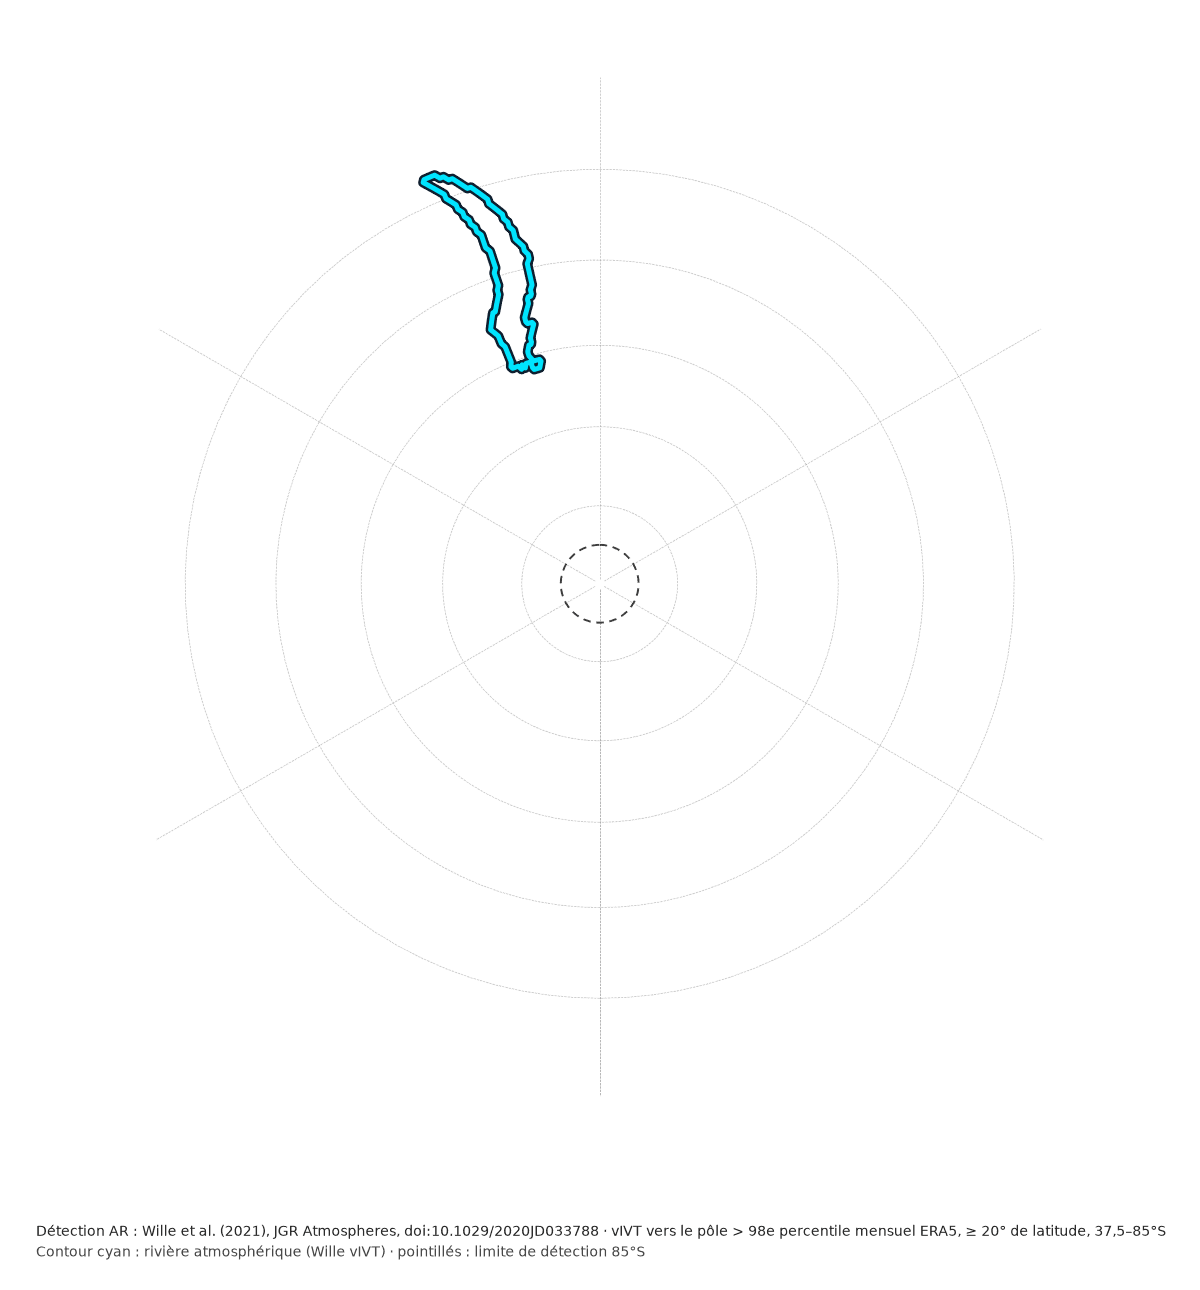 Détection AR : Wille et al. (2021), JGR Atmospheres, doi:10.1029/2020JD033788 · vIVT vers le pôle > 98e percentile mensuel ERA5, ≥ 20° de latitude, 37,5–85°S
Contour cyan : rivière atmosphérique (Wille vIVT) · pointillés : limite de détection 85°S